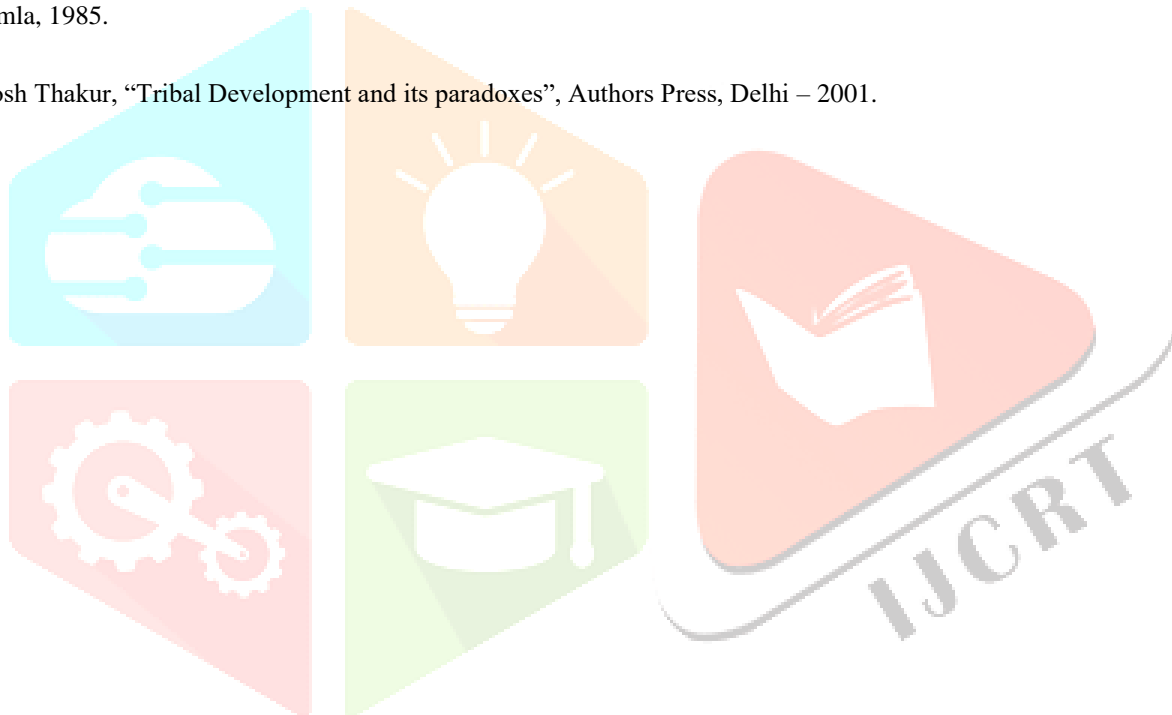 mla, 1985.
osh Thakur, “Tribal Development and its paradoxes”, Authors Press, Delhi – 2001.
IJCRT